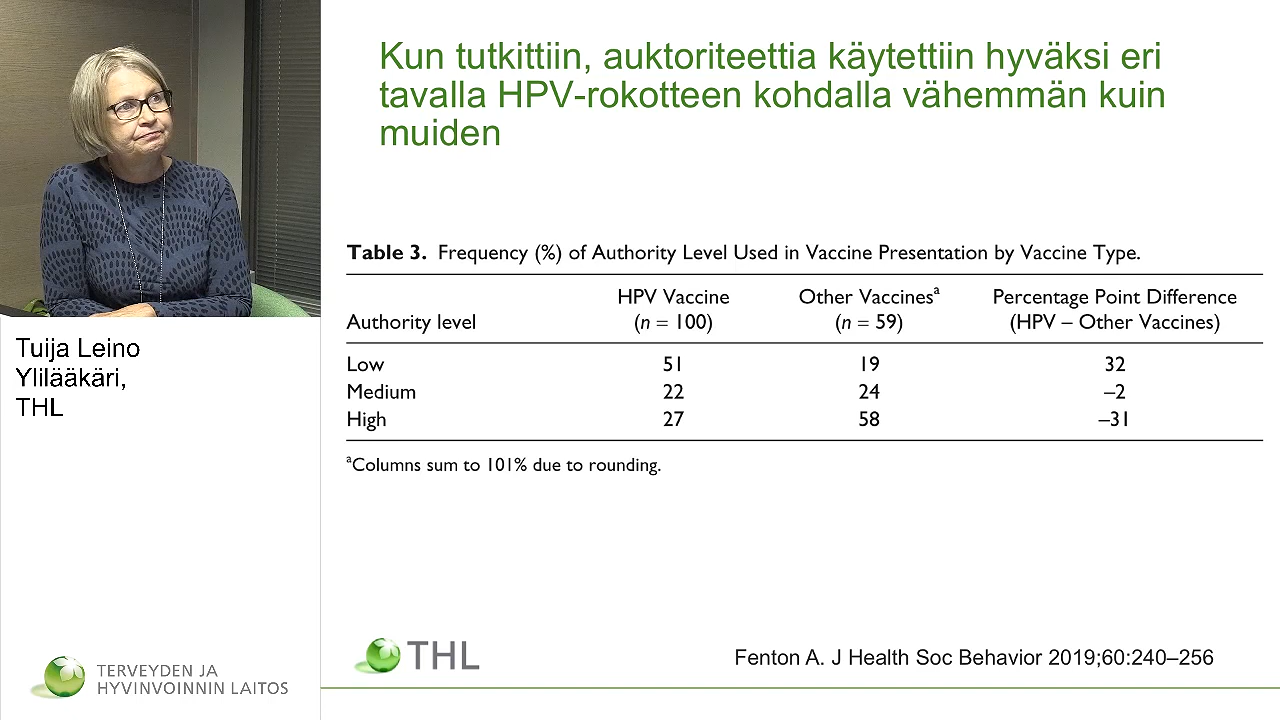 Kun tutkittiin, auktoriteettia käytettiin hyväksi eri
tavalla HPV-rokotteen kohdalla vähemmän kuin
muiden
Table 3. Frequency (%) of Authority Level Used in Vaccine Presentation by Vaccine Type.
Authority level HPV Vaccine (n = 100) Other Vaccinesa (n = 59) Percentage Point Difference (HPV – Other Vaccines)
Low 51 19 32
Medium 22 24 –2
High 27 58 –31
aColumns sum to 101% due to rounding.
Tuija Leino
Ylilääkäri,
THL
TERVEYDEN JA
HYVINVOINNIN LAITOS
THL
Fenton A. J Health Soc Behavior 2019;60:240–256